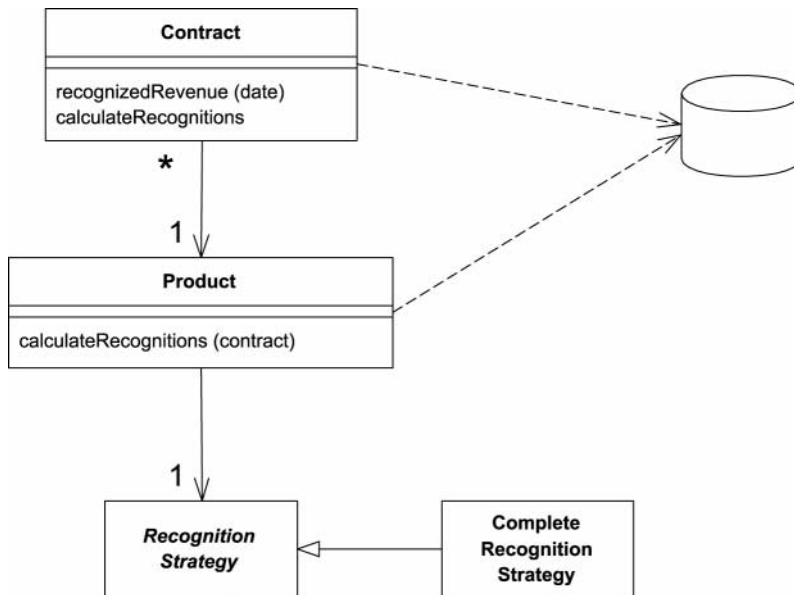 Contract
recognizedRevenue (date)
calculateRecognitions
*
1
Product
calculateRecognitions (contract)
1
Recognition
Strategy
Complete
Recognition
Strategy